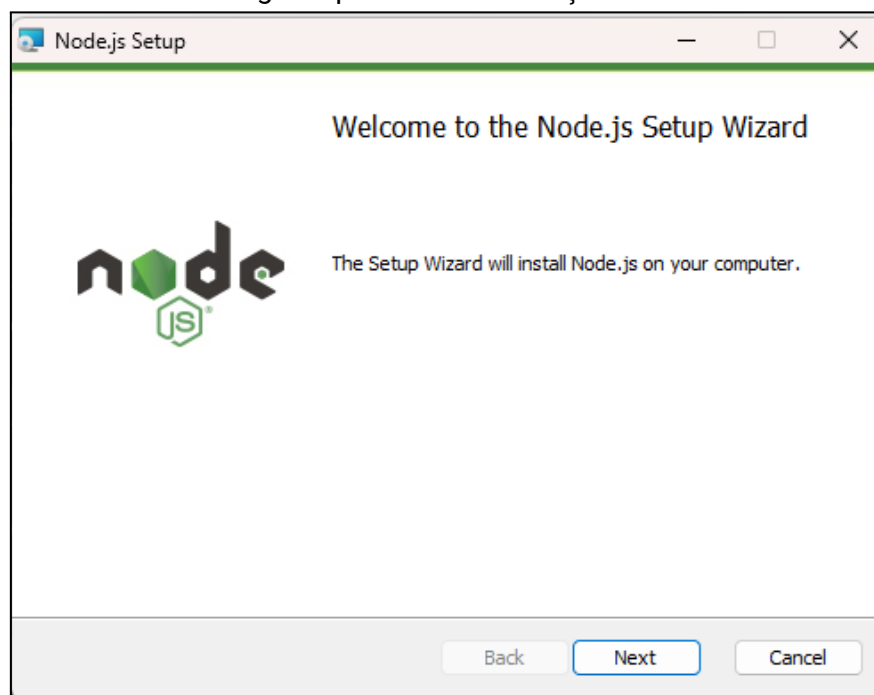 Node.js Setup
Welcome to the Node.js Setup Wizard
node
JS®
The Setup Wizard will install Node.js on your computer.
Back Next Cancel